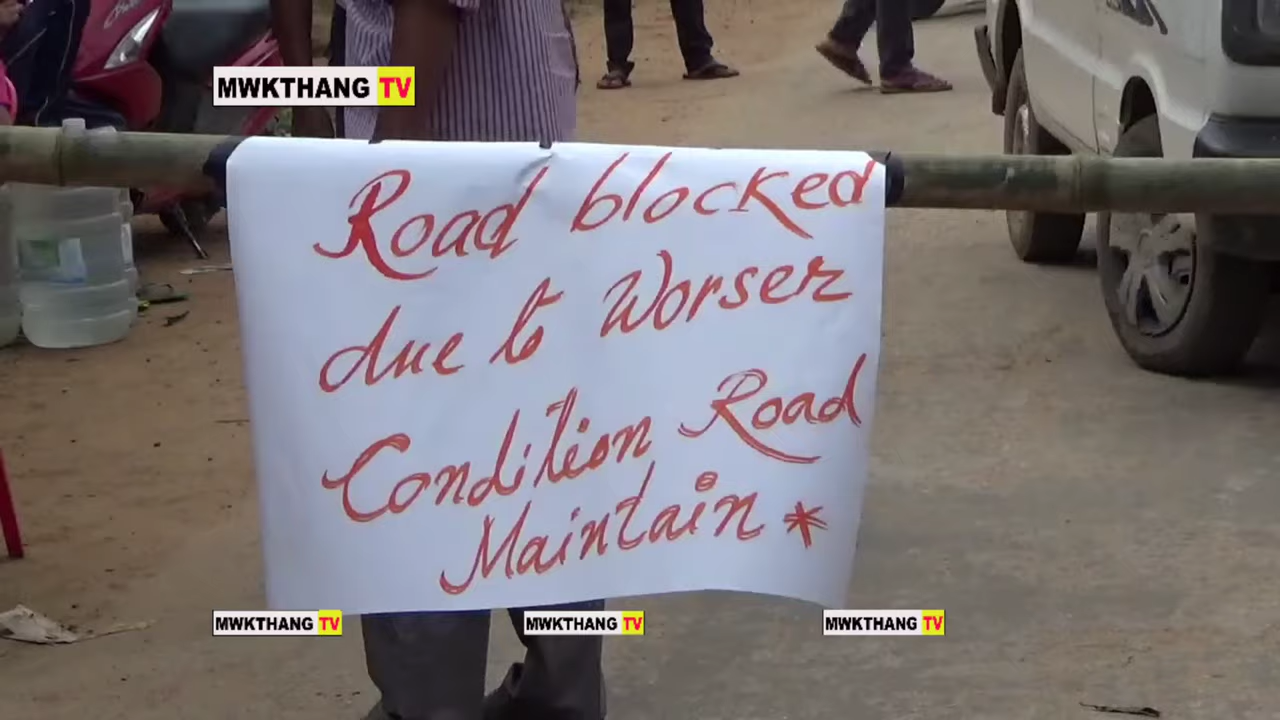 MWKTHANG TV
Road blocked
due to Worser
Condition Road
Maintain *
MWKTHANG TV
MWKTHANG TV
MWKTHANG TV